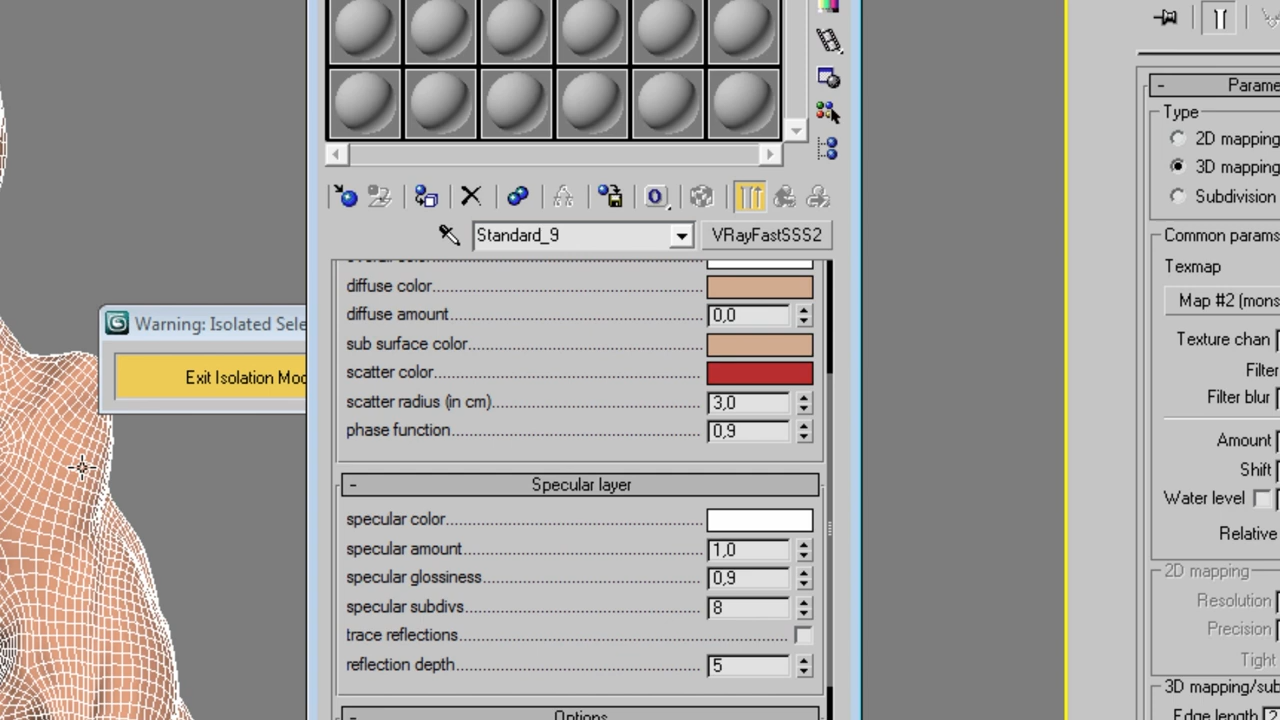 Standard_9
VRayFastSSS2
diffuse color
diffuse amount
0,0
sub surface color
scatter color
scatter radius (in cm)
3,0
phase function
0,9
- Specular layer
specular color
specular amount
1,0
specular glossiness
0,9
specular subdivs
8
trace reflections
reflection depth
5
- Options
Warning: Isolated Sele
Exit Isolation Moc
- Parame
Type
2D mapping
3D mapping
Subdivision
Common params
Texmap
Map #2 (mons
Texture chan
Filter
Filter blur
Amount
Shift
Water level
Relative
2D mapping
Resolution
Precision
Tight
3D mapping/sub
Edge length